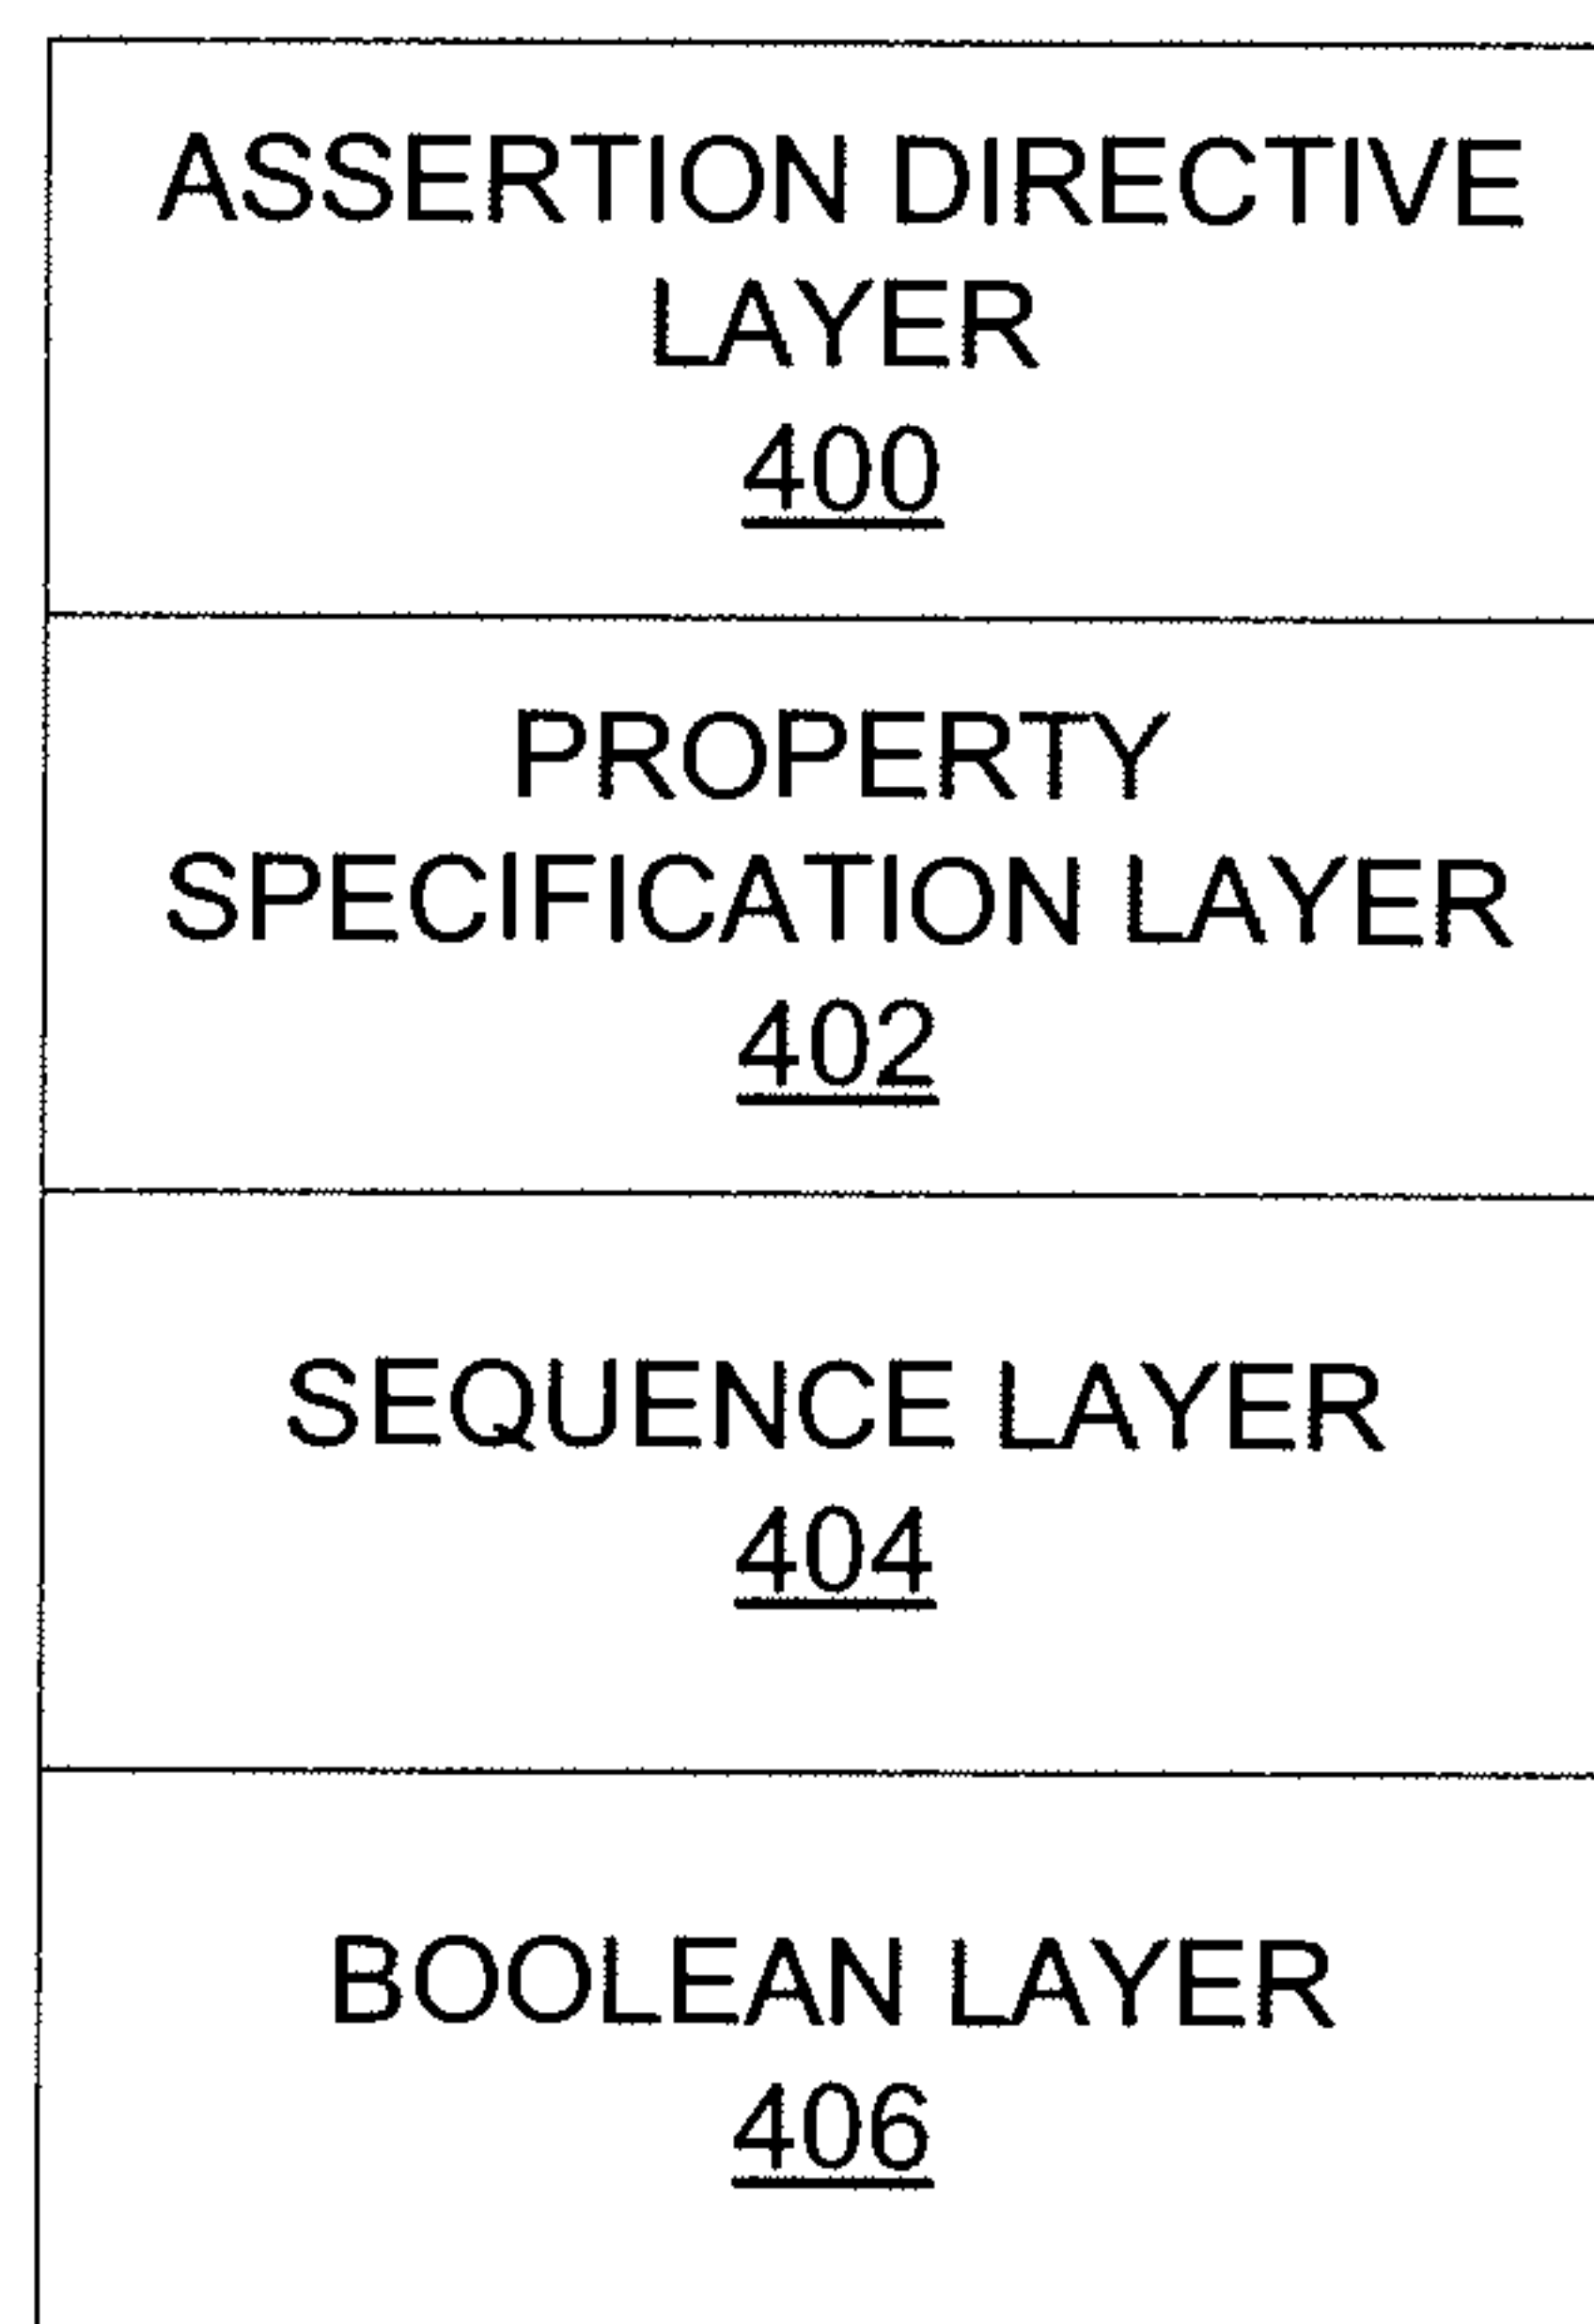 ASSERTION DIRECTIVE
LAYER
400
PROPERTY
SPECIFICATION LAYER
402
SEQUENCE LAYER
404
BOOLEAN LAYER
406